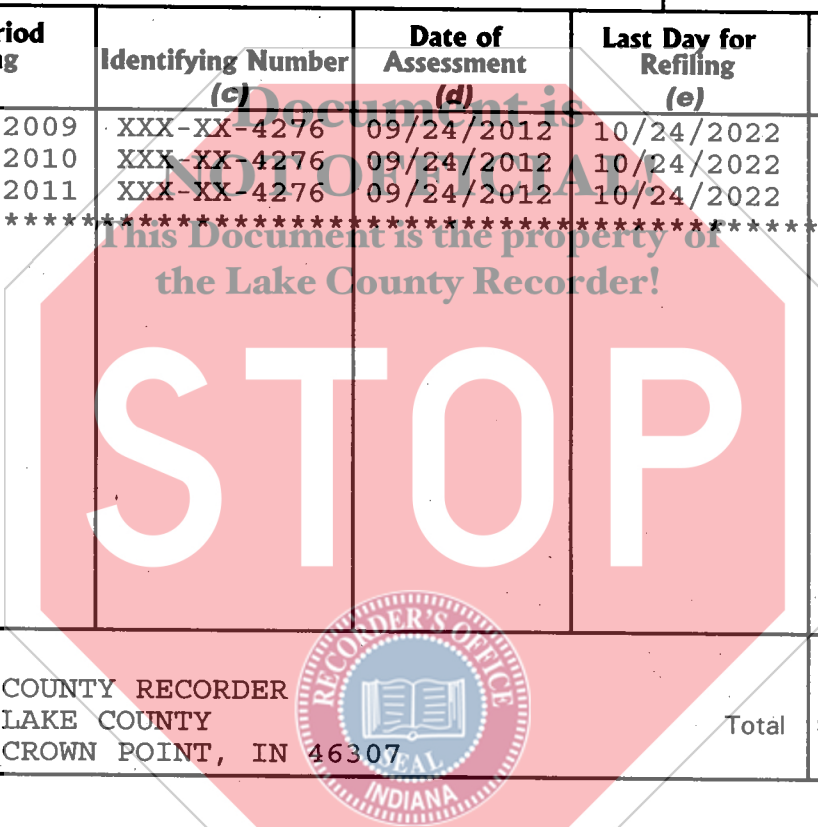 riod
ng
Identifying Number
(c)
Date of
Assessment
(d)
Last Day for
Refiling
(e)
Document is
NOT OFFICIAL!
This Document is the property of
the Lake County Recorder!
2009 XXX-XX-4276 09/24/2012 10/24/2022
2010 XXX-XX-4276 09/24/2012 10/24/2022
2011 XXX-XX-4276 09/24/2012 10/24/2022
STOP
RECORDER'S OFFICE
SEAL
INDIANA
COUNTY RECORDER
LAKE COUNTY
CROWN POINT, IN 46307
Total